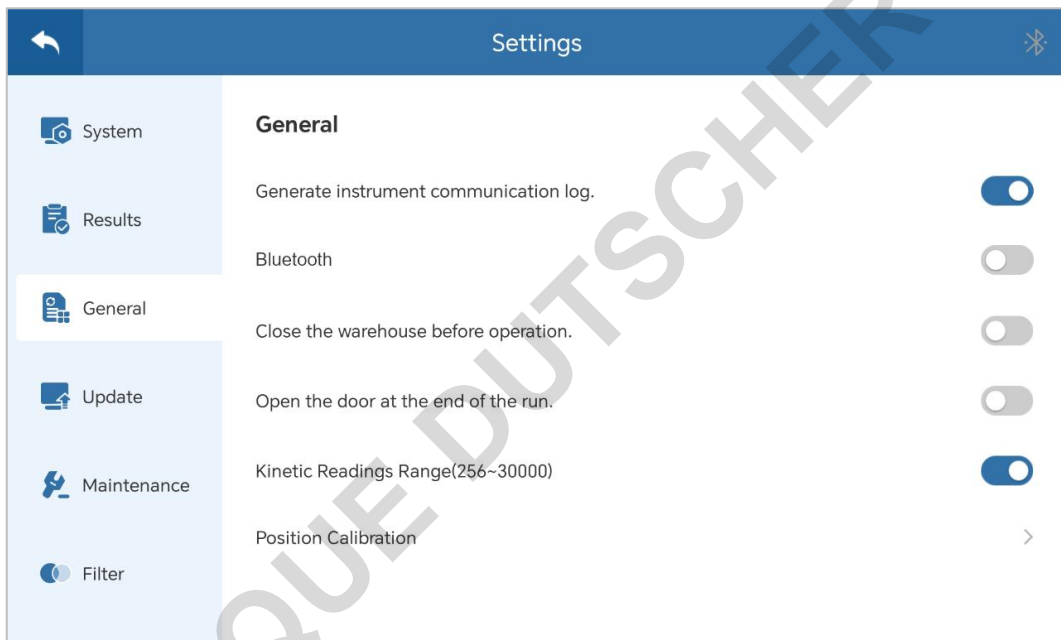 Settings
System
Results
General
Update
Maintenance
Filter
General
Generate instrument communication log.
Bluetooth
Close the warehouse before operation.
Open the door at the end of the run.
Kinetic Readings Range(256~30000)
Position Calibration
QUE DUTSCHER